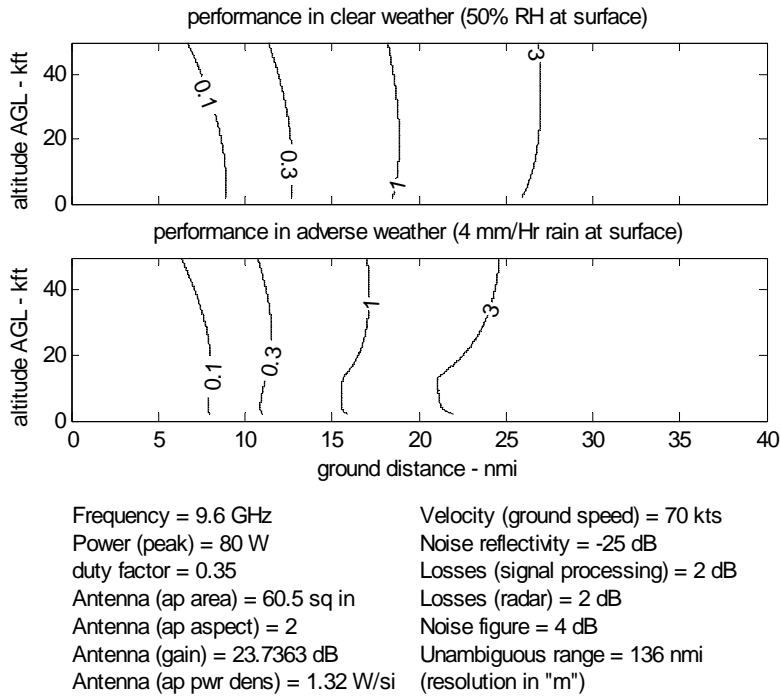 performance in clear weather (50% RH at surface)
altitude AGL - kft
40
20
0
0.1
0.3
1
3
performance in adverse weather (4 mm/Hr rain at surface)
altitude AGL - kft
40
20
0
0.1
0.3
1
3
0 5 10 15 20 25 30 35 40
ground distance - nmi
Frequency = 9.6 GHz
Power (peak) = 80 W
duty factor = 0.35
Antenna (ap area) = 60.5 sq in
Antenna (ap aspect) = 2
Antenna (gain) = 23.7363 dB
Antenna (ap pwr dens) = 1.32 W/si
Velocity (ground speed) = 70 kts
Noise reflectivity = -25 dB
Losses (signal processing) = 2 dB
Losses (radar) = 2 dB
Noise figure = 4 dB
Unambiguous range = 136 nmi
(resolution in "m")